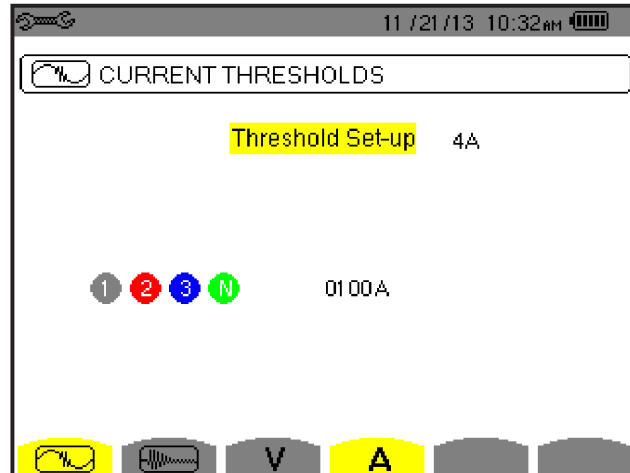 11/21/13 10:32AM
CURRENT THRESHOLDS
Threshold Set-up 4A
1 2 3 N 0100A
V A